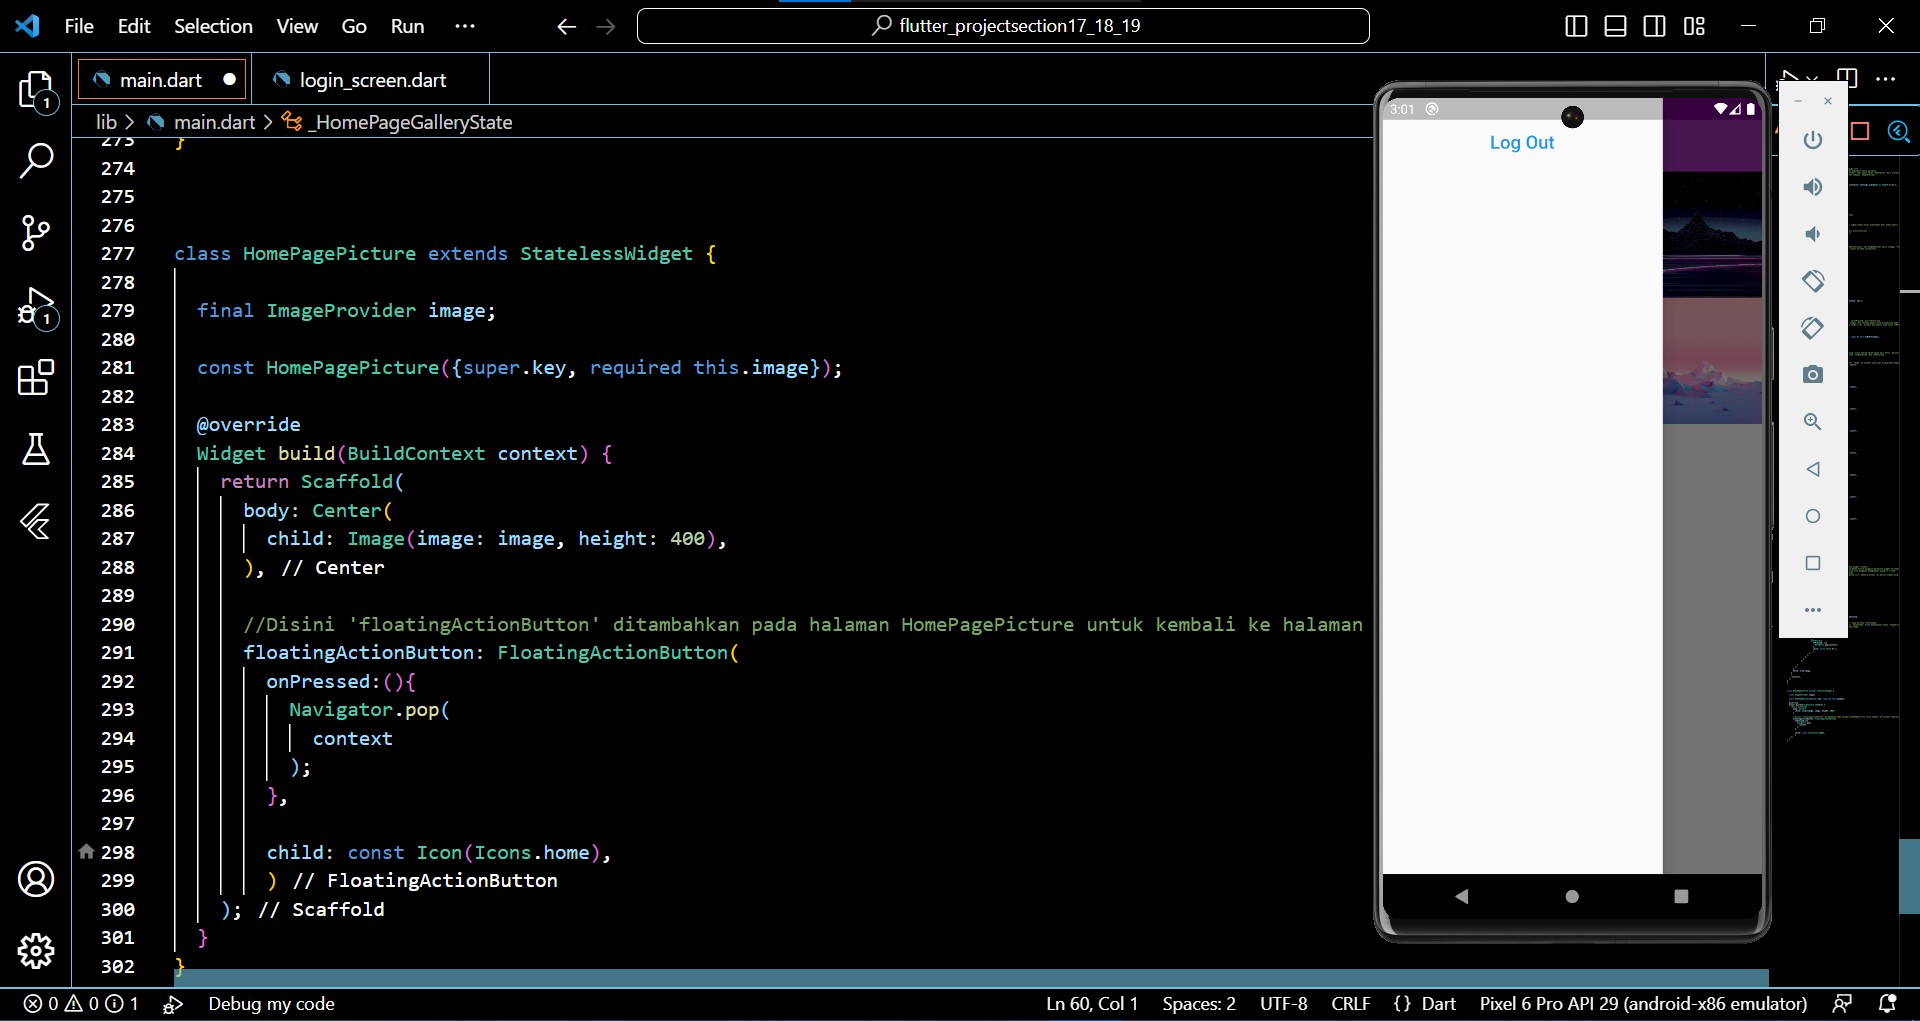 File Edit Selection View Go Run ··· flutter_projectsection17_18_19
main.dart login_screen.dart
lib > main.dart > _HomePageGalleryState
273 }
274
275
276
277 class HomePagePicture extends StatelessWidget {
278
279 final ImageProvider image;
280
281 const HomePagePicture({super.key, required this.image});
282
283 @override
284 Widget build(BuildContext context) {
285 return Scaffold(
286 body: Center(
287 child: Image(image: image, height: 400),
288 ), // Center
289
290 //Disini 'floatingActionButton' ditambahkan pada halaman HomePagePicture untuk kembali ke halaman
291 floatingActionButton: FloatingActionButton(
292 onPressed:(){
293 Navigator.pop(
294 context
295 );
296 },
297
298 child: const Icon(Icons.home),
299 ) // FloatingActionButton
300 ); // Scaffold
301 }
302 }
3:01
Log Out
1
1
0 0 1 Debug my code Ln 60, Col 1 Spaces: 2 UTF-8 CRLF {} Dart Pixel 6 Pro API 29 (android-x86 emulator)